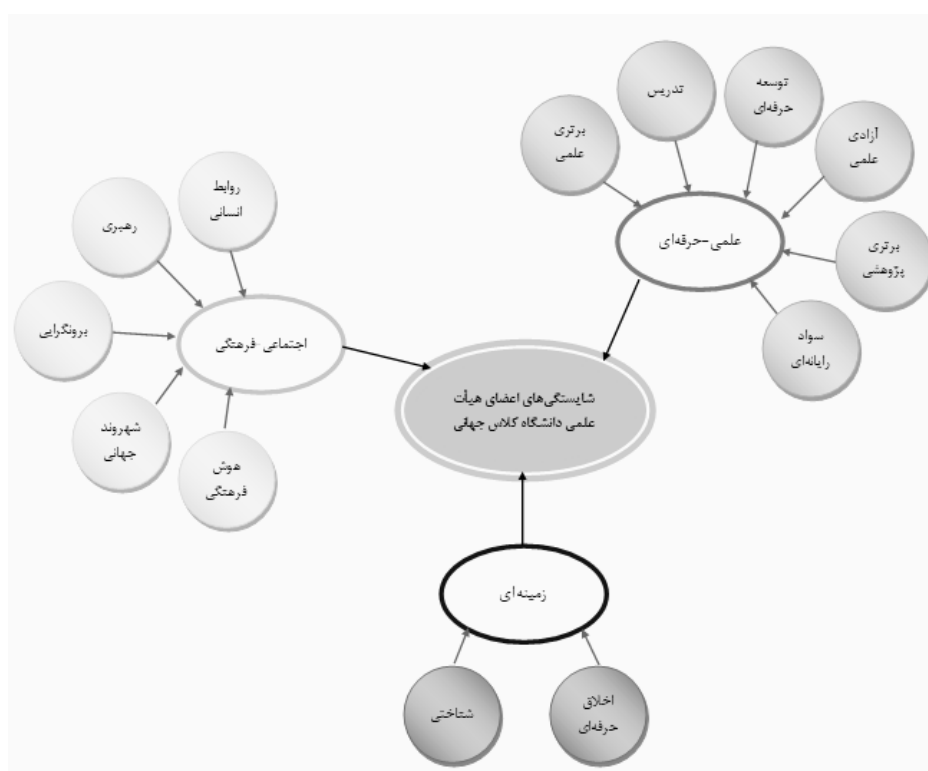 توسعه
حرفه‌ای
تدریس
برتری
علمی
آزادی
علمی
علمی-حرفه‌ای
برتری
پژوهشی
سواد
رایانه‌ای
روابط
انسانی
رهبری
برونگرایی
اجتماعی-فرهنگی
شهروند
جهانی
هوش
فرهنگی
شایستگی‌های اعضای هیأت
علمی دانشگاه کلاس جهانی
زمینه‌ای
شناختی
اخلاق
حرفه‌ای